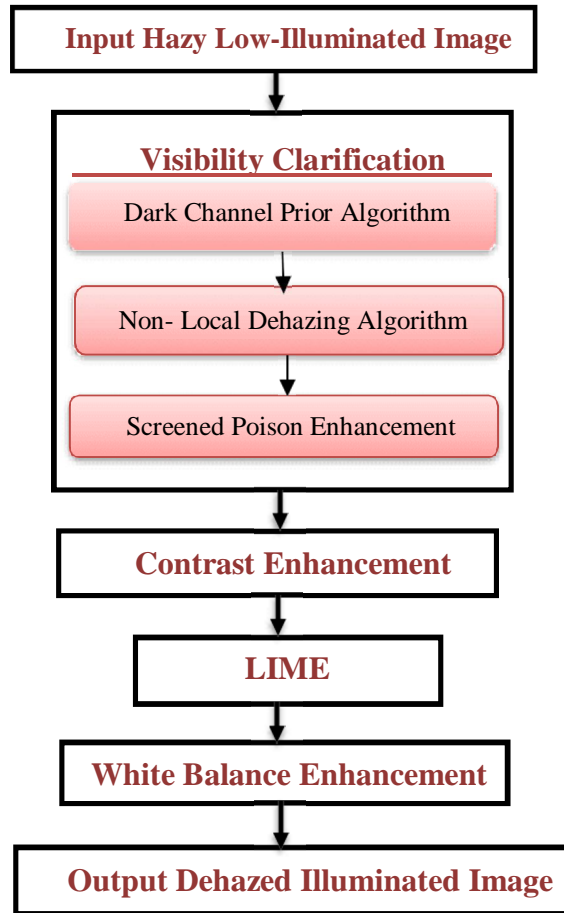 Input Hazy Low-Illuminated Image
Visibility Clarification
Dark Channel Prior Algorithm
Non- Local Dehazing Algorithm
Screened Poison Enhancement
Contrast Enhancement
LIME
White Balance Enhancement
Output Dehazed Illuminated Image